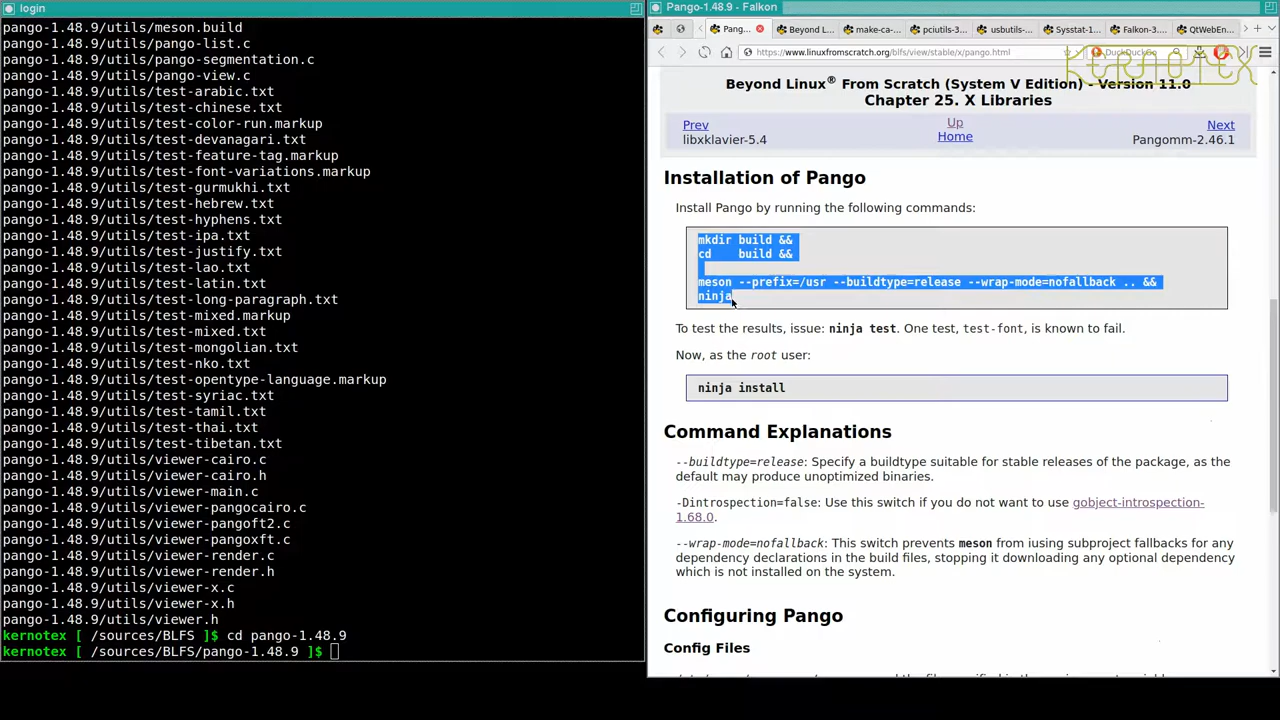 login
pango-1.48.9/utils/meson.build
pango-1.48.9/utils/pango-list.c
pango-1.48.9/utils/pango-segmentation.c
pango-1.48.9/utils/pango-view.c
pango-1.48.9/utils/test-arabic.txt
pango-1.48.9/utils/test-chinese.txt
pango-1.48.9/utils/test-color-run.markup
pango-1.48.9/utils/test-devanagari.txt
pango-1.48.9/utils/test-feature-tag.markup
pango-1.48.9/utils/test-font-variations.markup
pango-1.48.9/utils/test-gurmukhi.txt
pango-1.48.9/utils/test-hebrew.txt
pango-1.48.9/utils/test-hyphens.txt
pango-1.48.9/utils/test-ipa.txt
pango-1.48.9/utils/test-justify.txt
pango-1.48.9/utils/test-lao.txt
pango-1.48.9/utils/test-latin.txt
pango-1.48.9/utils/test-long-paragraph.txt
pango-1.48.9/utils/test-mixed.markup
pango-1.48.9/utils/test-mixed.txt
pango-1.48.9/utils/test-mongolian.txt
pango-1.48.9/utils/test-nko.txt
pango-1.48.9/utils/test-opentype-language.markup
pango-1.48.9/utils/test-syriac.txt
pango-1.48.9/utils/test-tamil.txt
pango-1.48.9/utils/test-thai.txt
pango-1.48.9/utils/test-tibetan.txt
pango-1.48.9/utils/viewer-cairo.c
pango-1.48.9/utils/viewer-cairo.h
pango-1.48.9/utils/viewer-main.c
pango-1.48.9/utils/viewer-pangocairo.c
pango-1.48.9/utils/viewer-pangoft2.c
pango-1.48.9/utils/viewer-pangoxft.c
pango-1.48.9/utils/viewer-render.c
pango-1.48.9/utils/viewer-render.h
pango-1.48.9/utils/viewer-x.c
pango-1.48.9/utils/viewer-x.h
pango-1.48.9/utils/viewer.h
kernotex [ /sources/BLFS ]$ cd pango-1.48.9
kernotex [ /sources/BLFS/pango-1.48.9 ]$
Pango-1.48.9 - Falkon
Pang... Beyond L... make-ca-... pciutils-3... usbutils-... Sysstat-1... Falkon-3... QtWebEn...
https://www.linuxfromscratch.org/blfs/view/stable/x/pango.html DuckDuckGo
KERNOTEX
Beyond Linux® From Scratch (System V Edition) - Version 11.0
Chapter 25. X Libraries
Prev Up Next
libxklavier-5.4 Home Pangomm-2.46.1
Installation of Pango
Install Pango by running the following commands:
mkdir build &&
cd    build &&
meson --prefix=/usr --buildtype=release --wrap-mode=nofallback .. &&
ninja
To test the results, issue: ninja test. One test, test-font, is known to fail.
Now, as the root user:
ninja install
Command Explanations
--buildtype=release: Specify a buildtype suitable for stable releases of the package, as the
default may produce unoptimized binaries.
-Dintrospection=false: Use this switch if you do not want to use gobject-introspection-
1.68.0.
--wrap-mode=nofallback: This switch prevents meson from iusing subproject fallbacks for any
dependency declarations in the build files, stopping it downloading any optional dependency
which is not installed on the system.
Configuring Pango
Config Files